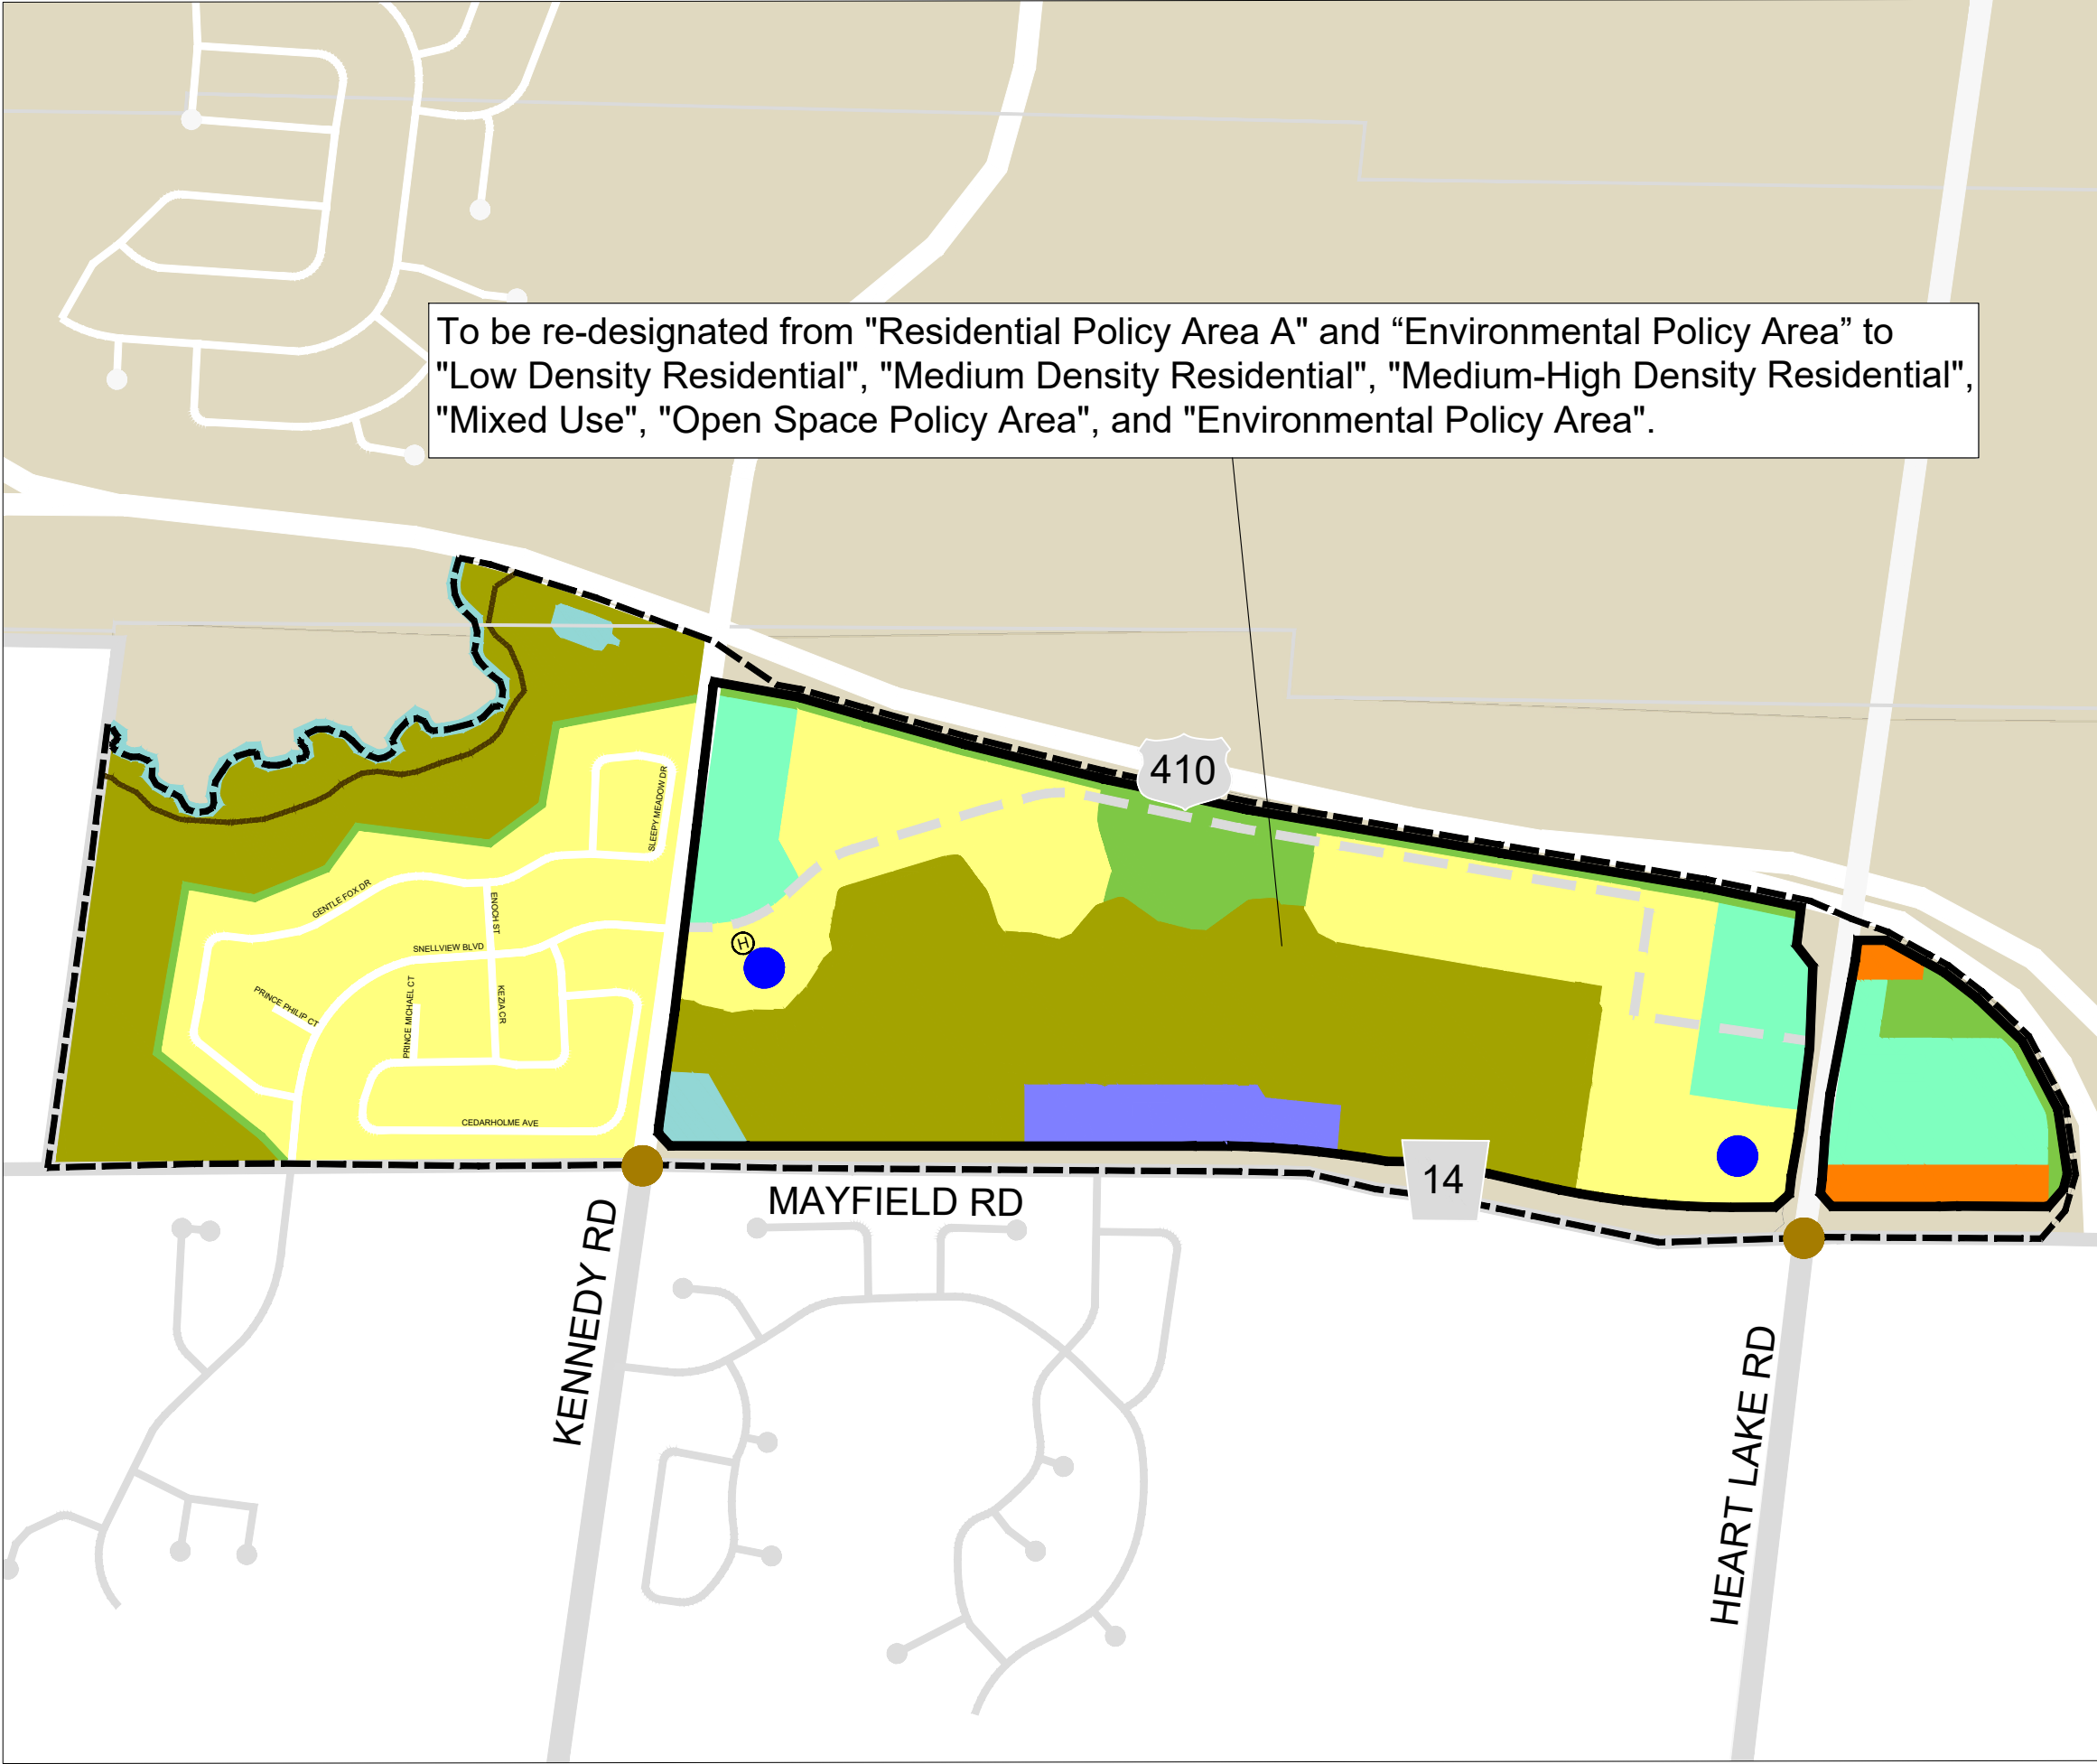 To be re-designated from "Residential Policy Area A" and “Environmental Policy Area” to
"Low Density Residential", "Medium Density Residential", "Medium-High Density Residential",
"Mixed Use", "Open Space Policy Area", and "Environmental Policy Area".
410
SLEEPY MEADOW DR
GENTLE FOX DR
ENOCH ST
SNELLVIEW BLVD
H
PRINCE PHILIP CT
PRINCE MICHAEL CT
KEZIA CR
CEDARHOLME AVE
14
MAYFIELD RD
KENNEDY RD
HEART LAKE RD